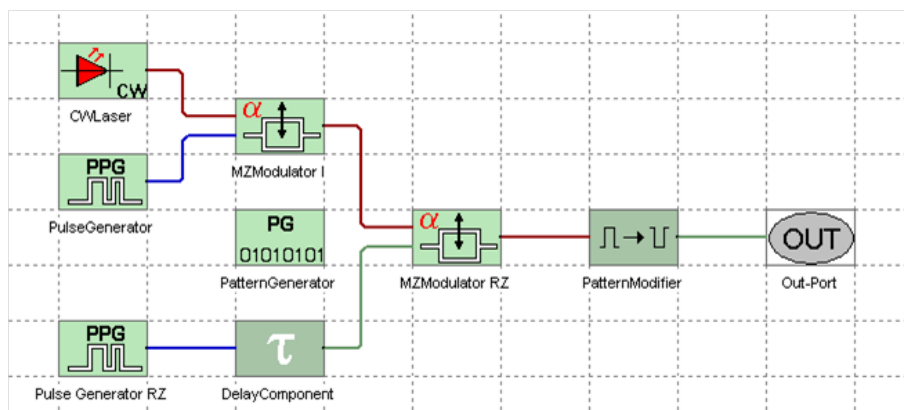 CW
CWLaser
α
MZModulator I
PPG
PulseGenerator
PG
01010101
PatternGenerator
α
MZModulator RZ
PatternModifier
OUT
Out-Port
PPG
Pulse Generator RZ
τ
DelayComponent